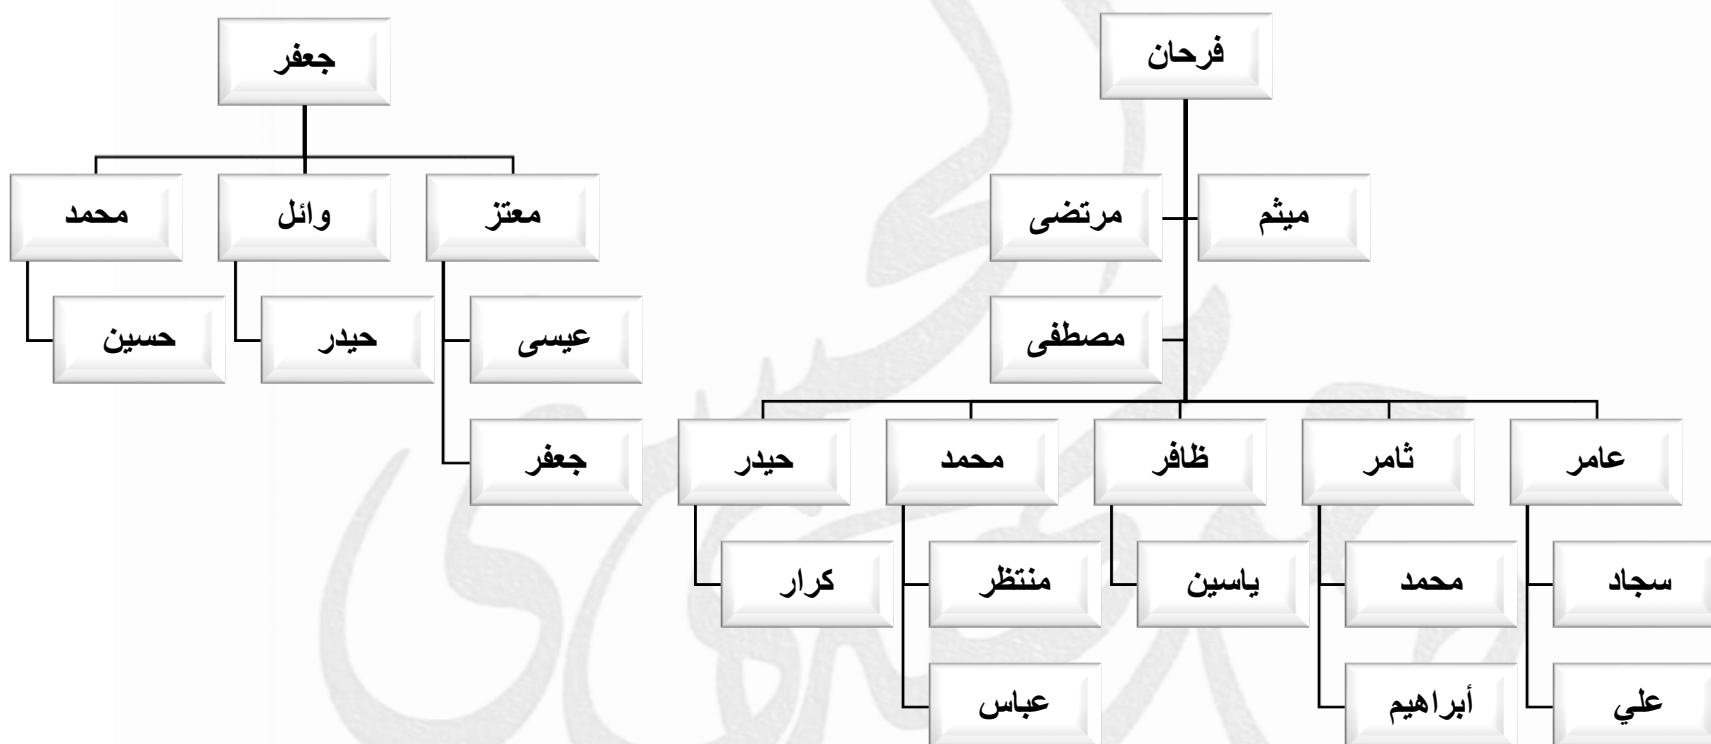 فرحان
جعفر
ميثم
مرتضى
معتز
وائل
محمد
مصطفى
عيسى
حيدر
حسين
جعفر
عامر
ثامر
ظافر
محمد
حيدر
سجاد
محمد
ياسين
منتظر
كرار
علي
أبراهيم
عباس